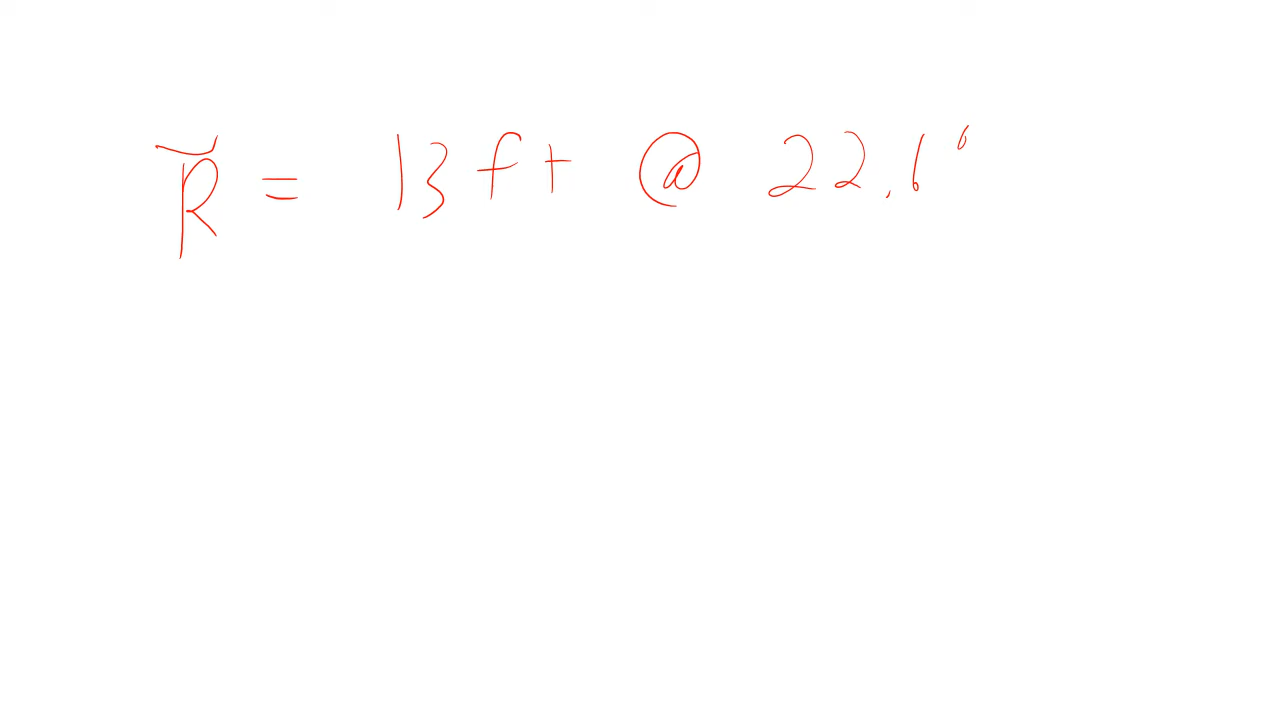 R⃗ = 13 ft @ 22.6°